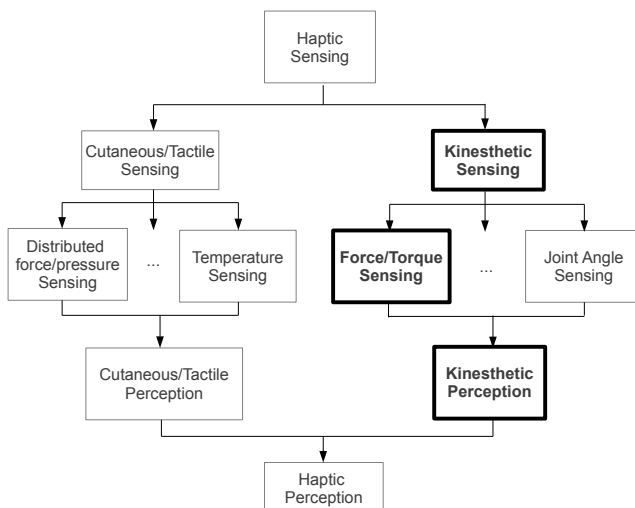 Haptic
Sensing
Cutaneous/Tactile
Sensing
Kinesthetic
Sensing
Distributed
force/pressure
Sensing
...
Temperature
Sensing
Force/Torque
Sensing
...
Joint Angle
Sensing
Cutaneous/Tactile
Perception
Kinesthetic
Perception
Haptic
Perception